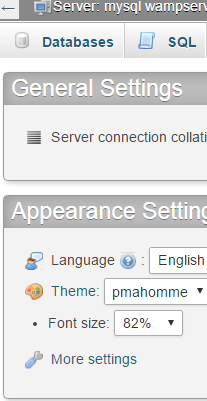 Server: mysql wampserv
Databases SQL
General Settings
Server connection collati
Appearance Setting
Language : English
Theme: pmahomme
Font size: 82%
More settings